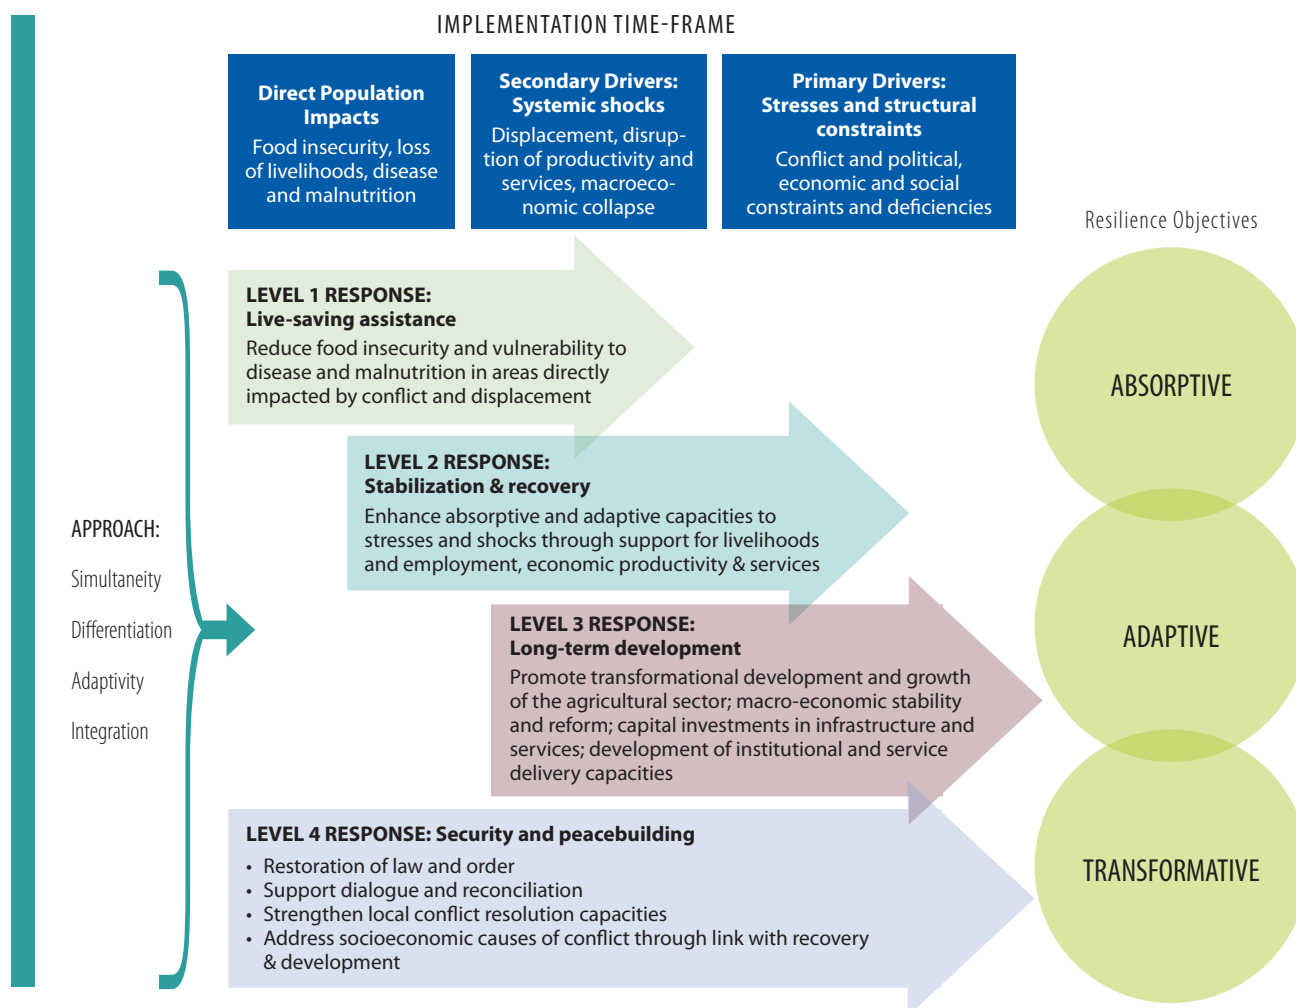 IMPLEMENTATION TIME-FRAME
Direct Population
Impacts
Food insecurity, loss
of livelihoods, disease
and malnutrition
Secondary Drivers:
Systemic shocks
Displacement, disrup-
tion of productivity and
services, macroeco-
nomic collapse
Primary Drivers:
Stresses and structural
constraints
Conflict and political,
economic and social
constraints and deficiencies
Resilience Objectives
LEVEL 1 RESPONSE:
Live-saving assistance
Reduce food insecurity and vulnerability to
disease and malnutrition in areas directly
impacted by conflict and displacement
ABSORPTIVE
LEVEL 2 RESPONSE:
Stabilization & recovery
Enhance absorptive and adaptive capacities to
stresses and shocks through support for livelihoods
and employment, economic productivity & services
APPROACH:
Simultaneity
Differentiation
Adaptivity
Integration
LEVEL 3 RESPONSE:
Long-term development
Promote transformational development and growth
of the agricultural sector; macro-economic stability
and reform; capital investments in infrastructure and
services; development of institutional and service
delivery capacities
ADAPTIVE
LEVEL 4 RESPONSE: Security and peacebuilding
• Restoration of law and order
• Support dialogue and reconciliation
• Strengthen local conflict resolution capacities
• Address socioeconomic causes of conflict through link with recovery
& development
TRANSFORMATIVE